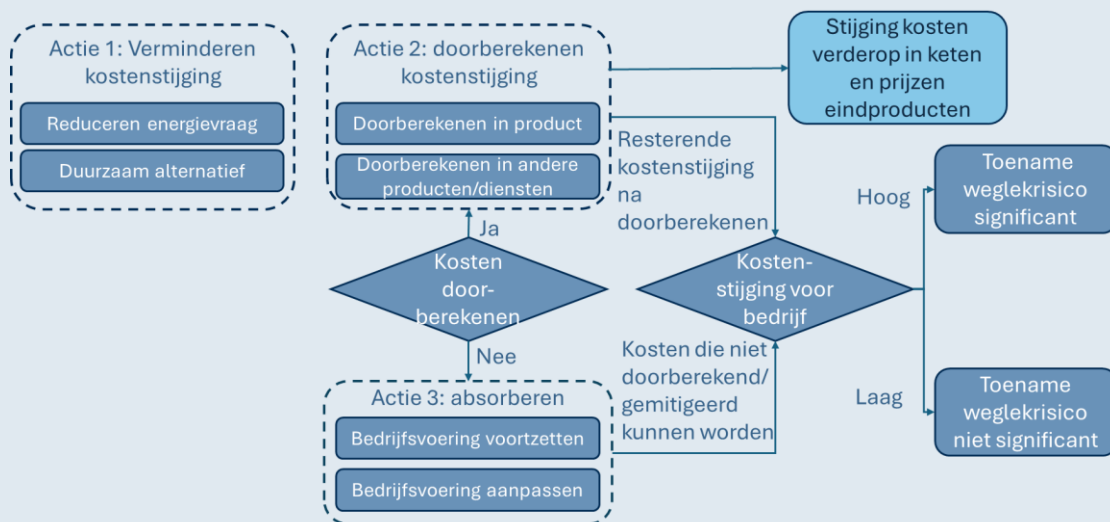 Actie 1: Verminderen
kostenstijging
Reduceren energievraag
Duurzaam alternatief
Actie 2: doorberekenen
kostenstijging
Doorberekenen in product
Doorberekenen in andere
producten/diensten
Stijging kosten
verderop in keten
en prijzen
eindproducten
Resterende
kostenstijging
na
doorberekenen
Ja
Kosten
door-
berekenen
Nee
Kosten-
stijging voor
bedrijf
Hoog
Toename
weglekrisico
significant
Laag
Toename
weglekrisico
niet significant
Kosten die niet
doorberekend/
gemitigeerd
kunnen worden
Actie 3: absorberen
Bedrijfsvoering voortzetten
Bedrijfsvoering aanpassen